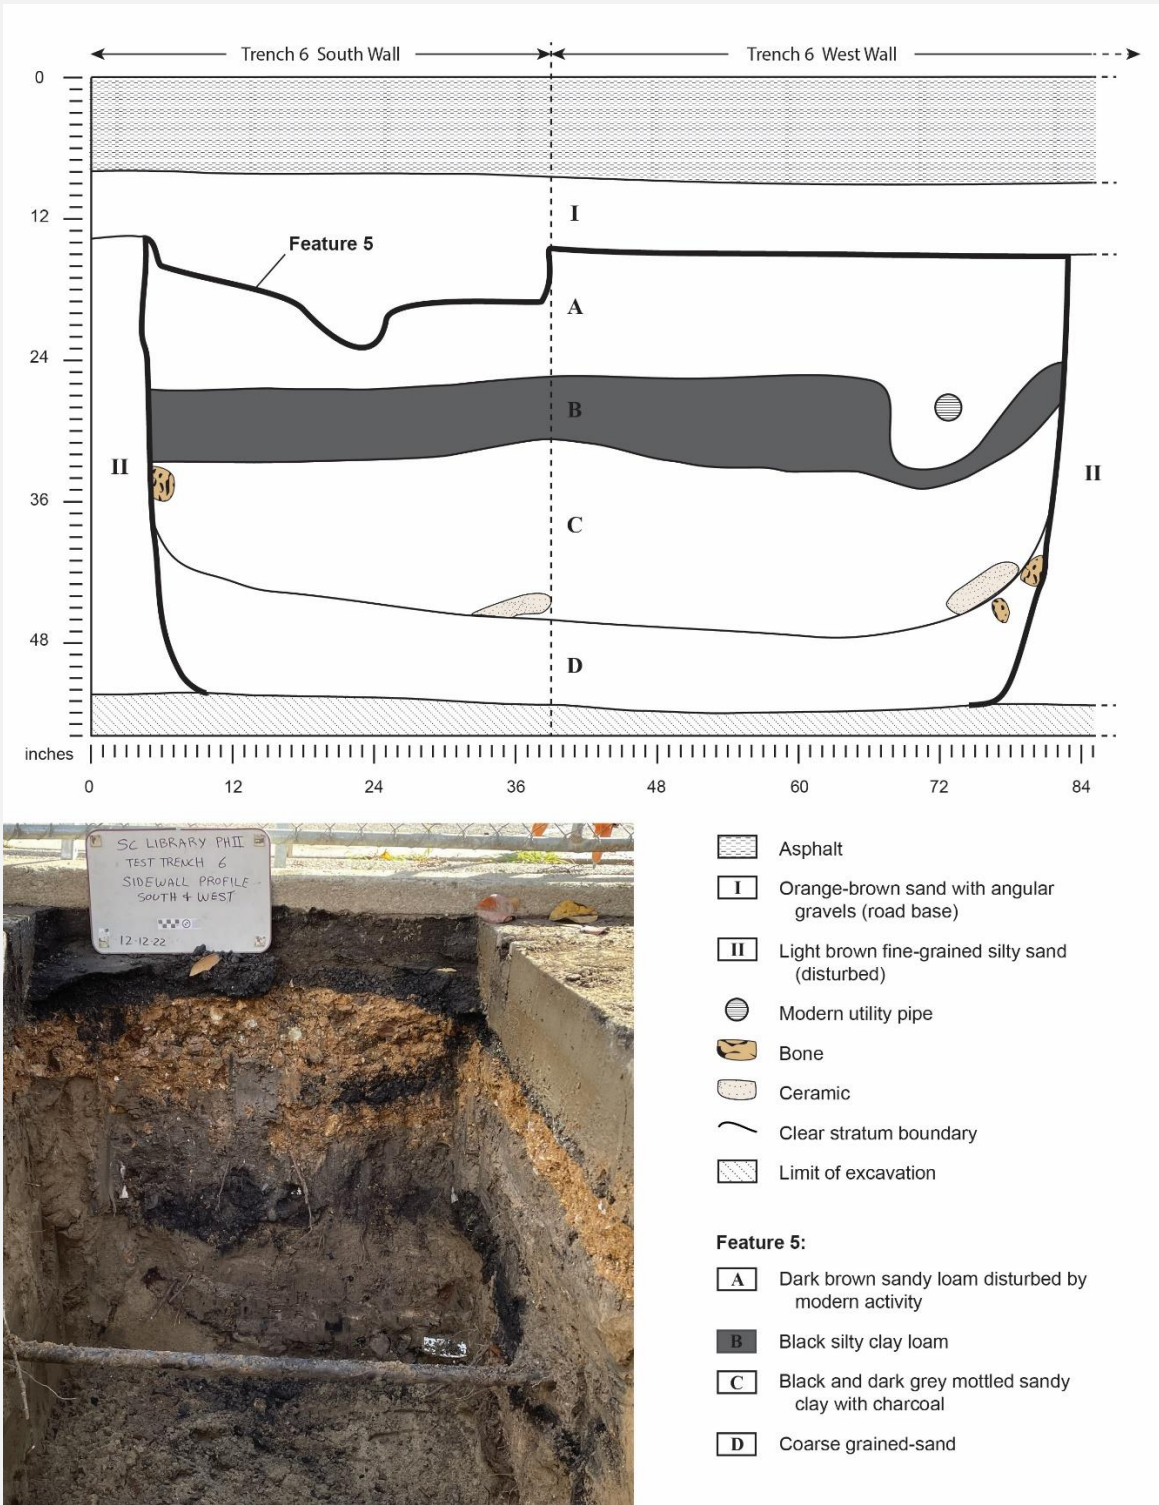 Trench 6 South Wall
Trench 6 West Wall
0
12
24
36
48
I
Feature 5
A
B
II
II
C
D
inches
0
12
24
36
48
60
72
84
SC LIBRARY PH II
TEST TRENCH 6
SIDEWALL PROFILE
SOUTH & WEST
12-12-22
Asphalt
I Orange-brown sand with angular
gravels (road base)
II Light brown fine-grained silty sand
(disturbed)
Modern utility pipe
Bone
Ceramic
Clear stratum boundary
Limit of excavation
Feature 5:
A Dark brown sandy loam disturbed by
modern activity
B Black silty clay loam
C Black and dark grey mottled sandy
clay with charcoal
D Coarse grained-sand